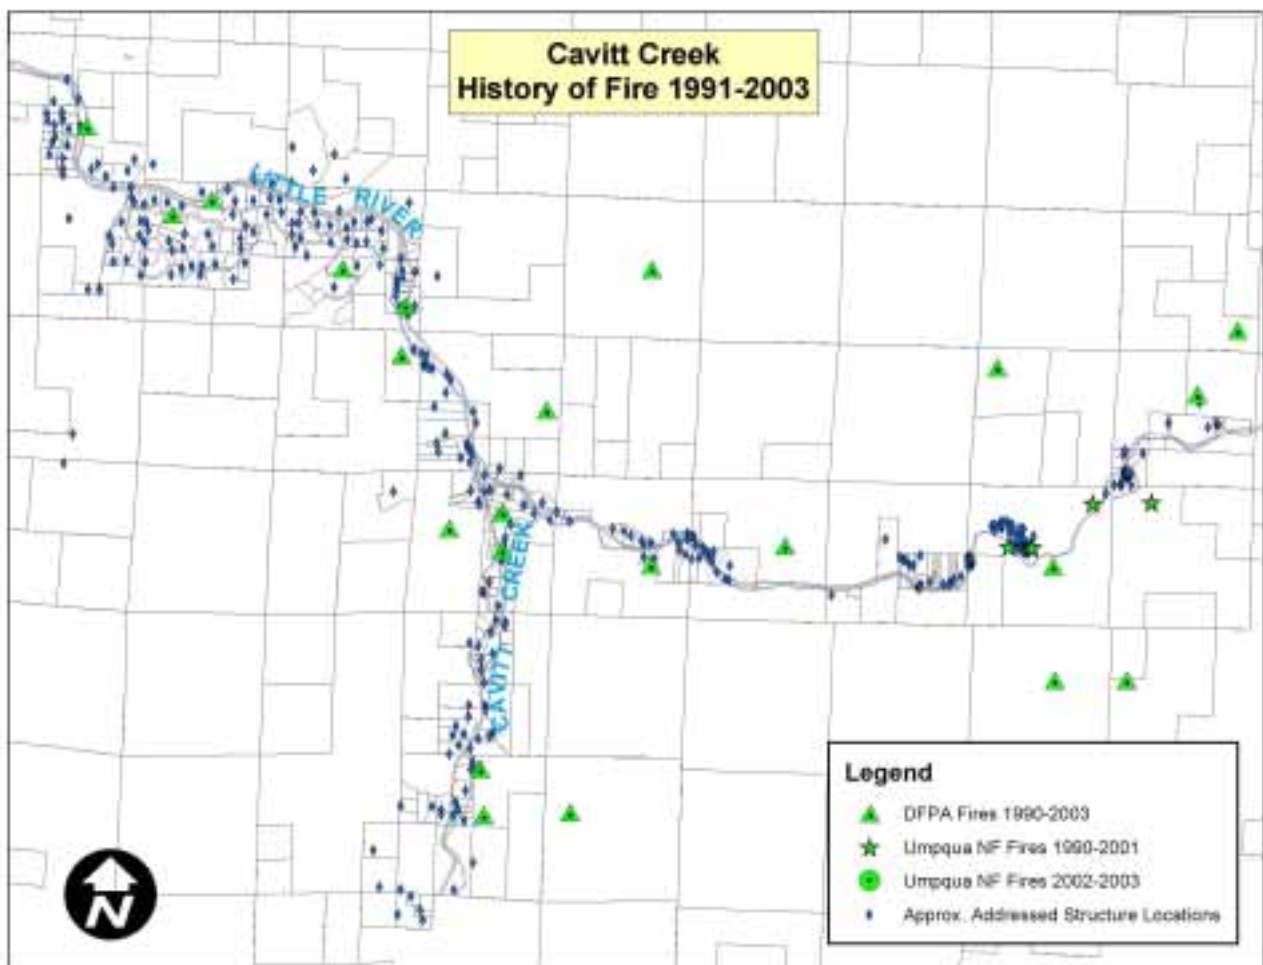 Cavitt Creek
History of Fire 1991-2003
LITTLE RIVER
CAVITT CREEK
Legend
DFPA Fires 1990-2003
Umpqua NF Fires 1990-2001
Umpqua NF Fires 2002-2003
Approx. Addressed Structure Locations
N